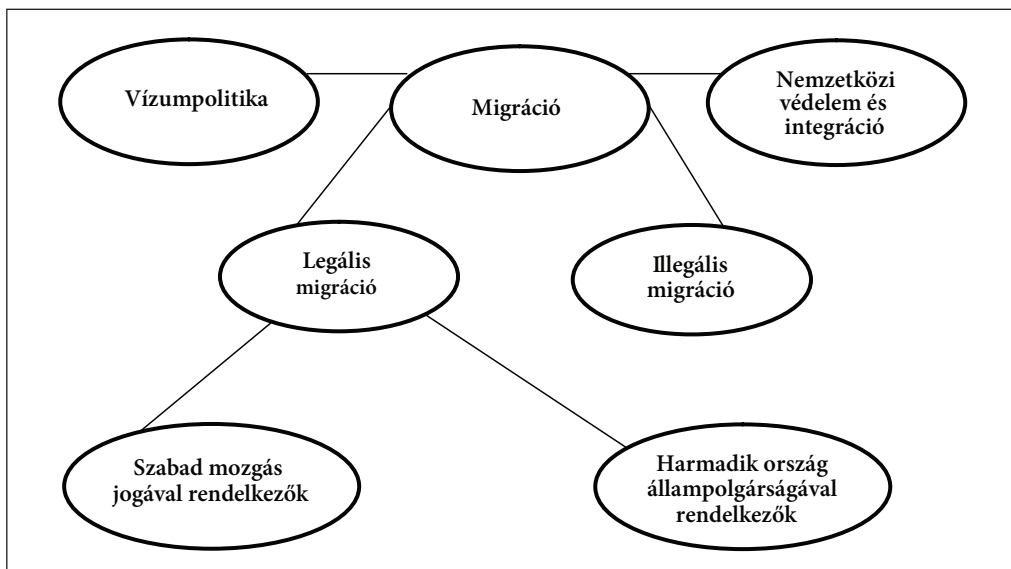 Vízumpolitika
Migráció
Nemzetközi
védelem és
integráció
Legális
migráció
Illegális
migráció
Szabad mozgás
jogával rendelkezők
Harmadik ország
állampolgárságával
rendelkezők